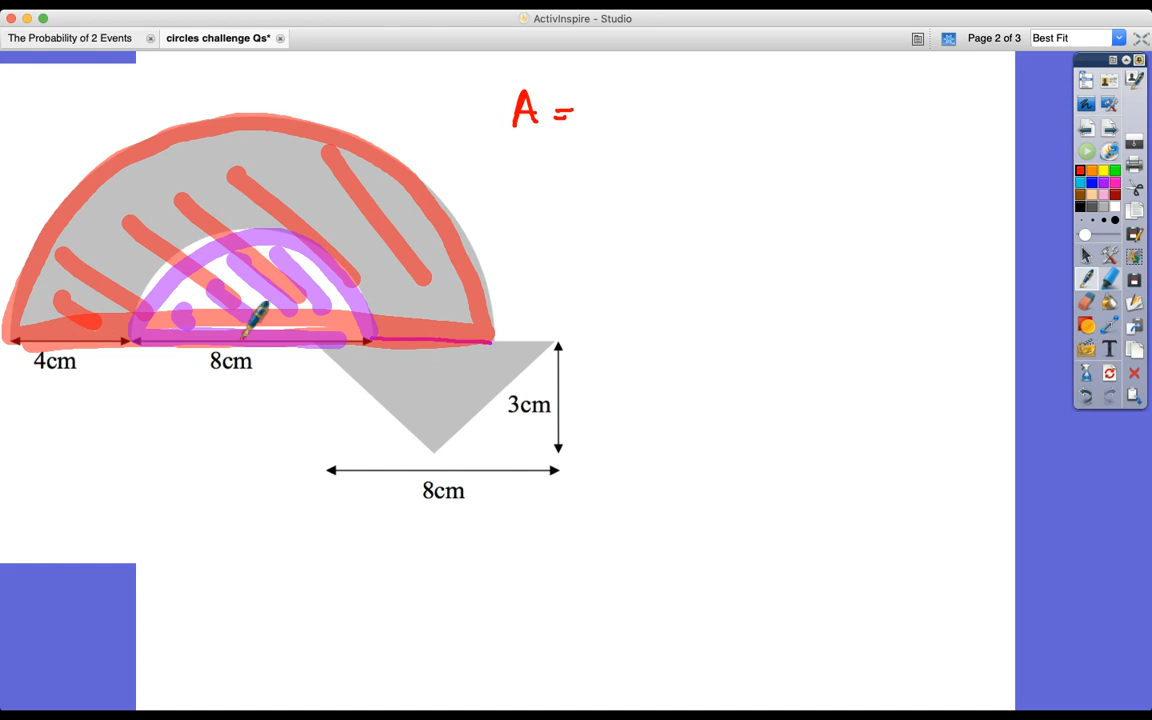 ActivInspire - Studio
The Probability of 2 Events
circles challenge Qs*
Page 2 of 3
Best Fit
A =
4cm
8cm
3cm
8cm
T